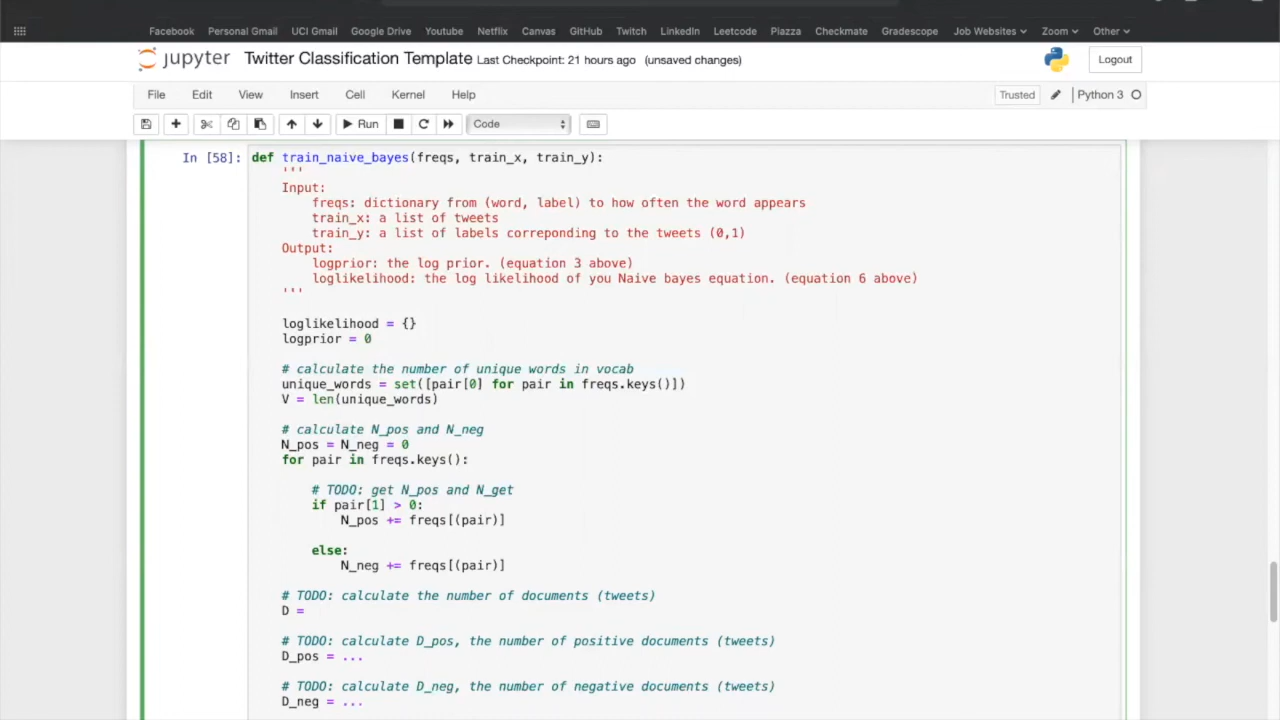 Facebook Personal Gmail UCI Gmail Google Drive Youtube Netflix Canvas GitHub Twitch LinkedIn Leetcode Piazza Checkmate Gradescope Job Websites Zoom Other
jupyter Twitter Classification Template Last Checkpoint: 21 hours ago (unsaved changes) Logout
File Edit View Insert Cell Kernel Help Trusted Python 3
Run Code
In [58]: def train_naive_bayes(freqs, train_x, train_y):
'''
Input:
freqs: dictionary from (word, label) to how often the word appears
train_x: a list of tweets
train_y: a list of labels correponding to the tweets (0,1)
Output:
logprior: the log prior. (equation 3 above)
loglikelihood: the log likelihood of you Naive bayes equation. (equation 6 above)
'''
loglikelihood = {}
logprior = 0
# calculate the number of unique words in vocab
unique_words = set([pair[0] for pair in freqs.keys()])
V = len(unique_words)
# calculate N_pos and N_neg
N_pos = N_neg = 0
for pair in freqs.keys():
# TODO: get N_pos and N_get
if pair[1] > 0:
N_pos += freqs[(pair)]
else:
N_neg += freqs[(pair)]
# TODO: calculate the number of documents (tweets)
D =
# TODO: calculate D_pos, the number of positive documents (tweets)
D_pos = ...
# TODO: calculate D_neg, the number of negative documents (tweets)
D_neg = ...